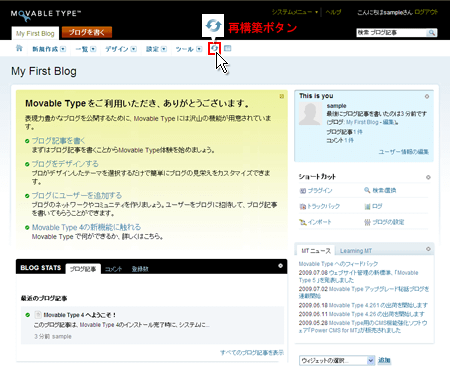 MOVABLE TYPE™
システムメニュー
こんにちはsampleさん ログアウト
My First Blog
ブログを書く
検索:ブログ記事
再構築ボタン
新規作成 一覧 デザイン 設定 ツール
My First Blog
Movable Type をご利用いただき、ありがとうございます。
表現力豊かなブログを公開するために、Movable Type には沢山の機能が用意されています。
ブログ記事を書く
まずはブログ記事を書くことからMovable Type体験を始めましょう。
ブログをデザインする
プロがデザインしたテーマを選択するだけで簡単にブログの見栄えをカスタマイズできます。
ブログにユーザーを追加する
ブログのネットワークやコミュニティを作りましょう。ユーザーをブログに招待して、ブログ記事を書いてもらうことができます。
Movable Type 4の新機能に触れる
Movable Type で何ができるか、詳しくはこちら。
BLOG STATS ブログ記事 コメント 登録数
最近のブログ記事
Movable Type 4 へようこそ!
このブログ記事は、Movable Type 4のインストール完了時に、システムに...
3 分前 sample
すべてのブログ記事を表示
This is you
sample
最後にブログ記事を書いたのは3 分前です
(ブログ: My First Blog - 編集)。
ブログ記事 1 件
コメント 1 件
ユーザー情報の編集
ショートカット
プラグイン 検索/置換
トラックバック ログ
インポート ブログの設定
MT ニュース Learning MT
Movable Type へのフィードバック
2009.07.08 ウェブサイト管理の新標準、「Movable
Type 5」を発表しました
2009.07.08 Movable Type アップグレード秘話ブログを
連載開始
2009.06.18 Movable Type 4.261 の出荷を開始します
2009.06.11 Movable Type 4.26 の出荷を開始します
2009.05.28 Movable Type用のCMS機能強化ソフトウ
ェア「Power CMS for MT」が販売されました
ウィジェットの選択... 追加